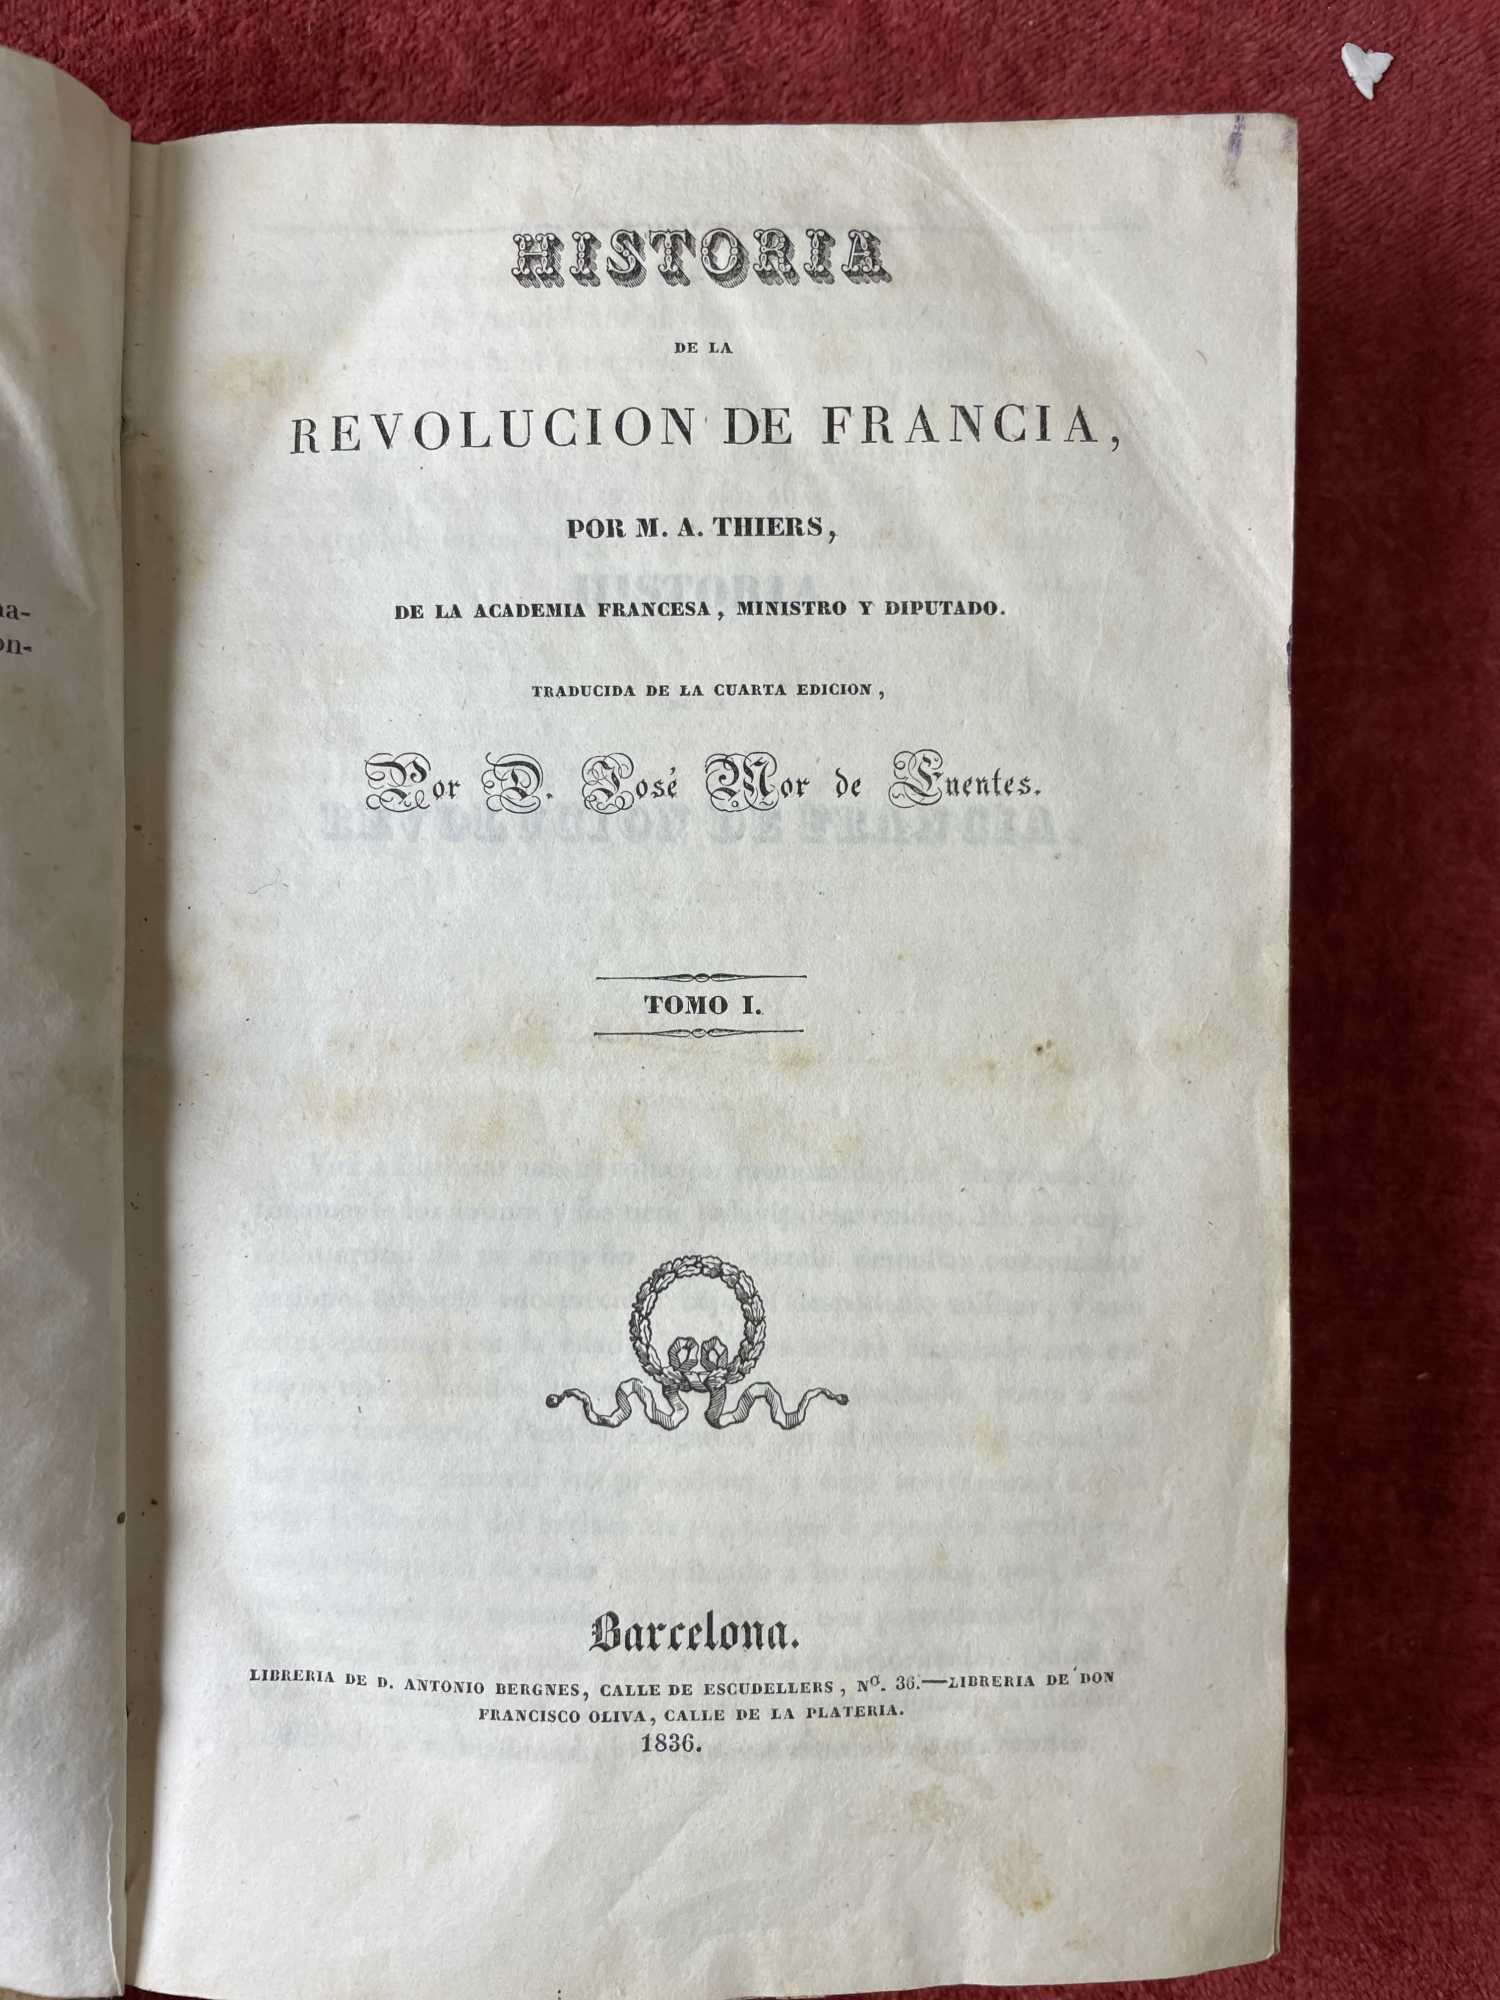 na-
on-
HISTORIA
DE LA
REVOLUCION DE FRANCIA,
POR M. A. THIERS,
DE LA ACADEMIA FRANCESA, MINISTRO Y DIPUTADO.
TRADUCIDA DE LA CUARTA EDICION,
Por D. José Mor de Fuentes.
TOMO I.
Barcelona.
LIBRERIA DE D. ANTONIO BERGNES, CALLE DE ESCUDELLERS, Nº. 36.—LIBRERIA DE DON
FRANCISCO OLIVA, CALLE DE LA PLATERIA.
1836.